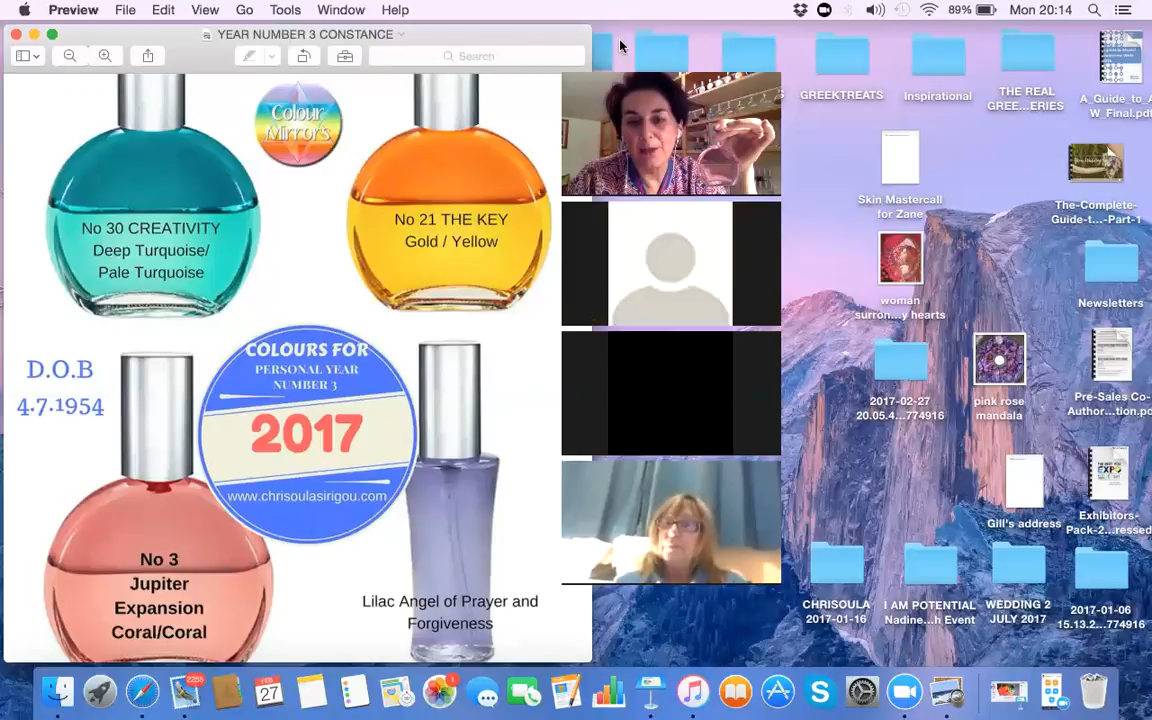 Preview File Edit View Go Tools Window Help
89% Mon 20:14
YEAR NUMBER 3 CONSTANCE
Search
Colour
Mirrors
No 30 CREATIVITY
Deep Turquoise/
Pale Turquoise
No 21 THE KEY
Gold / Yellow
D.O.B
4.7.1954
COLOURS FOR
PERSONAL YEAR
NUMBER 3
2017
www.chrisoulasirigou.com
No 3
Jupiter
Expansion
Coral/Coral
Lilac Angel of Prayer and
Forgiveness
GREEKTREATS
Inspirational
THE REAL
GREE...ERIES
A_Guide_to_A
W_Final.pdf
Skin Mastercall
for Zane
The-Complete-
Guide-t...-Part-1
woman
surron...y hearts
Newsletters
2017-02-27
20.05.4...774916
pink rose
mandala
Pre-Sales Co-
Author...tion.po
Gill's address
Exhibitors-
Pack-2...ressed
CHRISOULA
2017-01-16
I AM POTENTIAL
Nadine...h Event
WEDDING 2
JULY 2017
2017-01-06
15.13.2...774916
2255
FEB
27
1